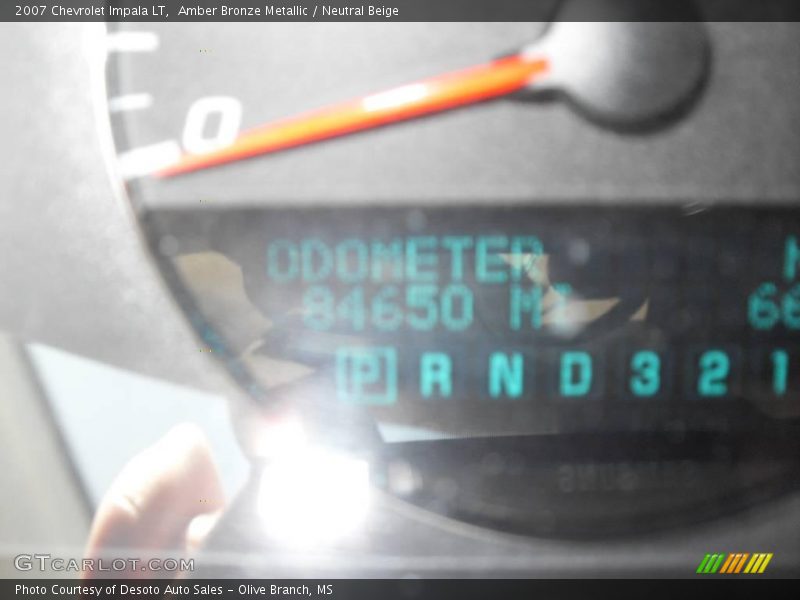 2007 Chevrolet Impala LT,  Amber Bronze Metallic / Neutral Beige
0
ODOMETER
84650 MI 66
P R N D 3 2 1
GTCARLOT.COM
Photo Courtesy of Desoto Auto Sales - Olive Branch, MS